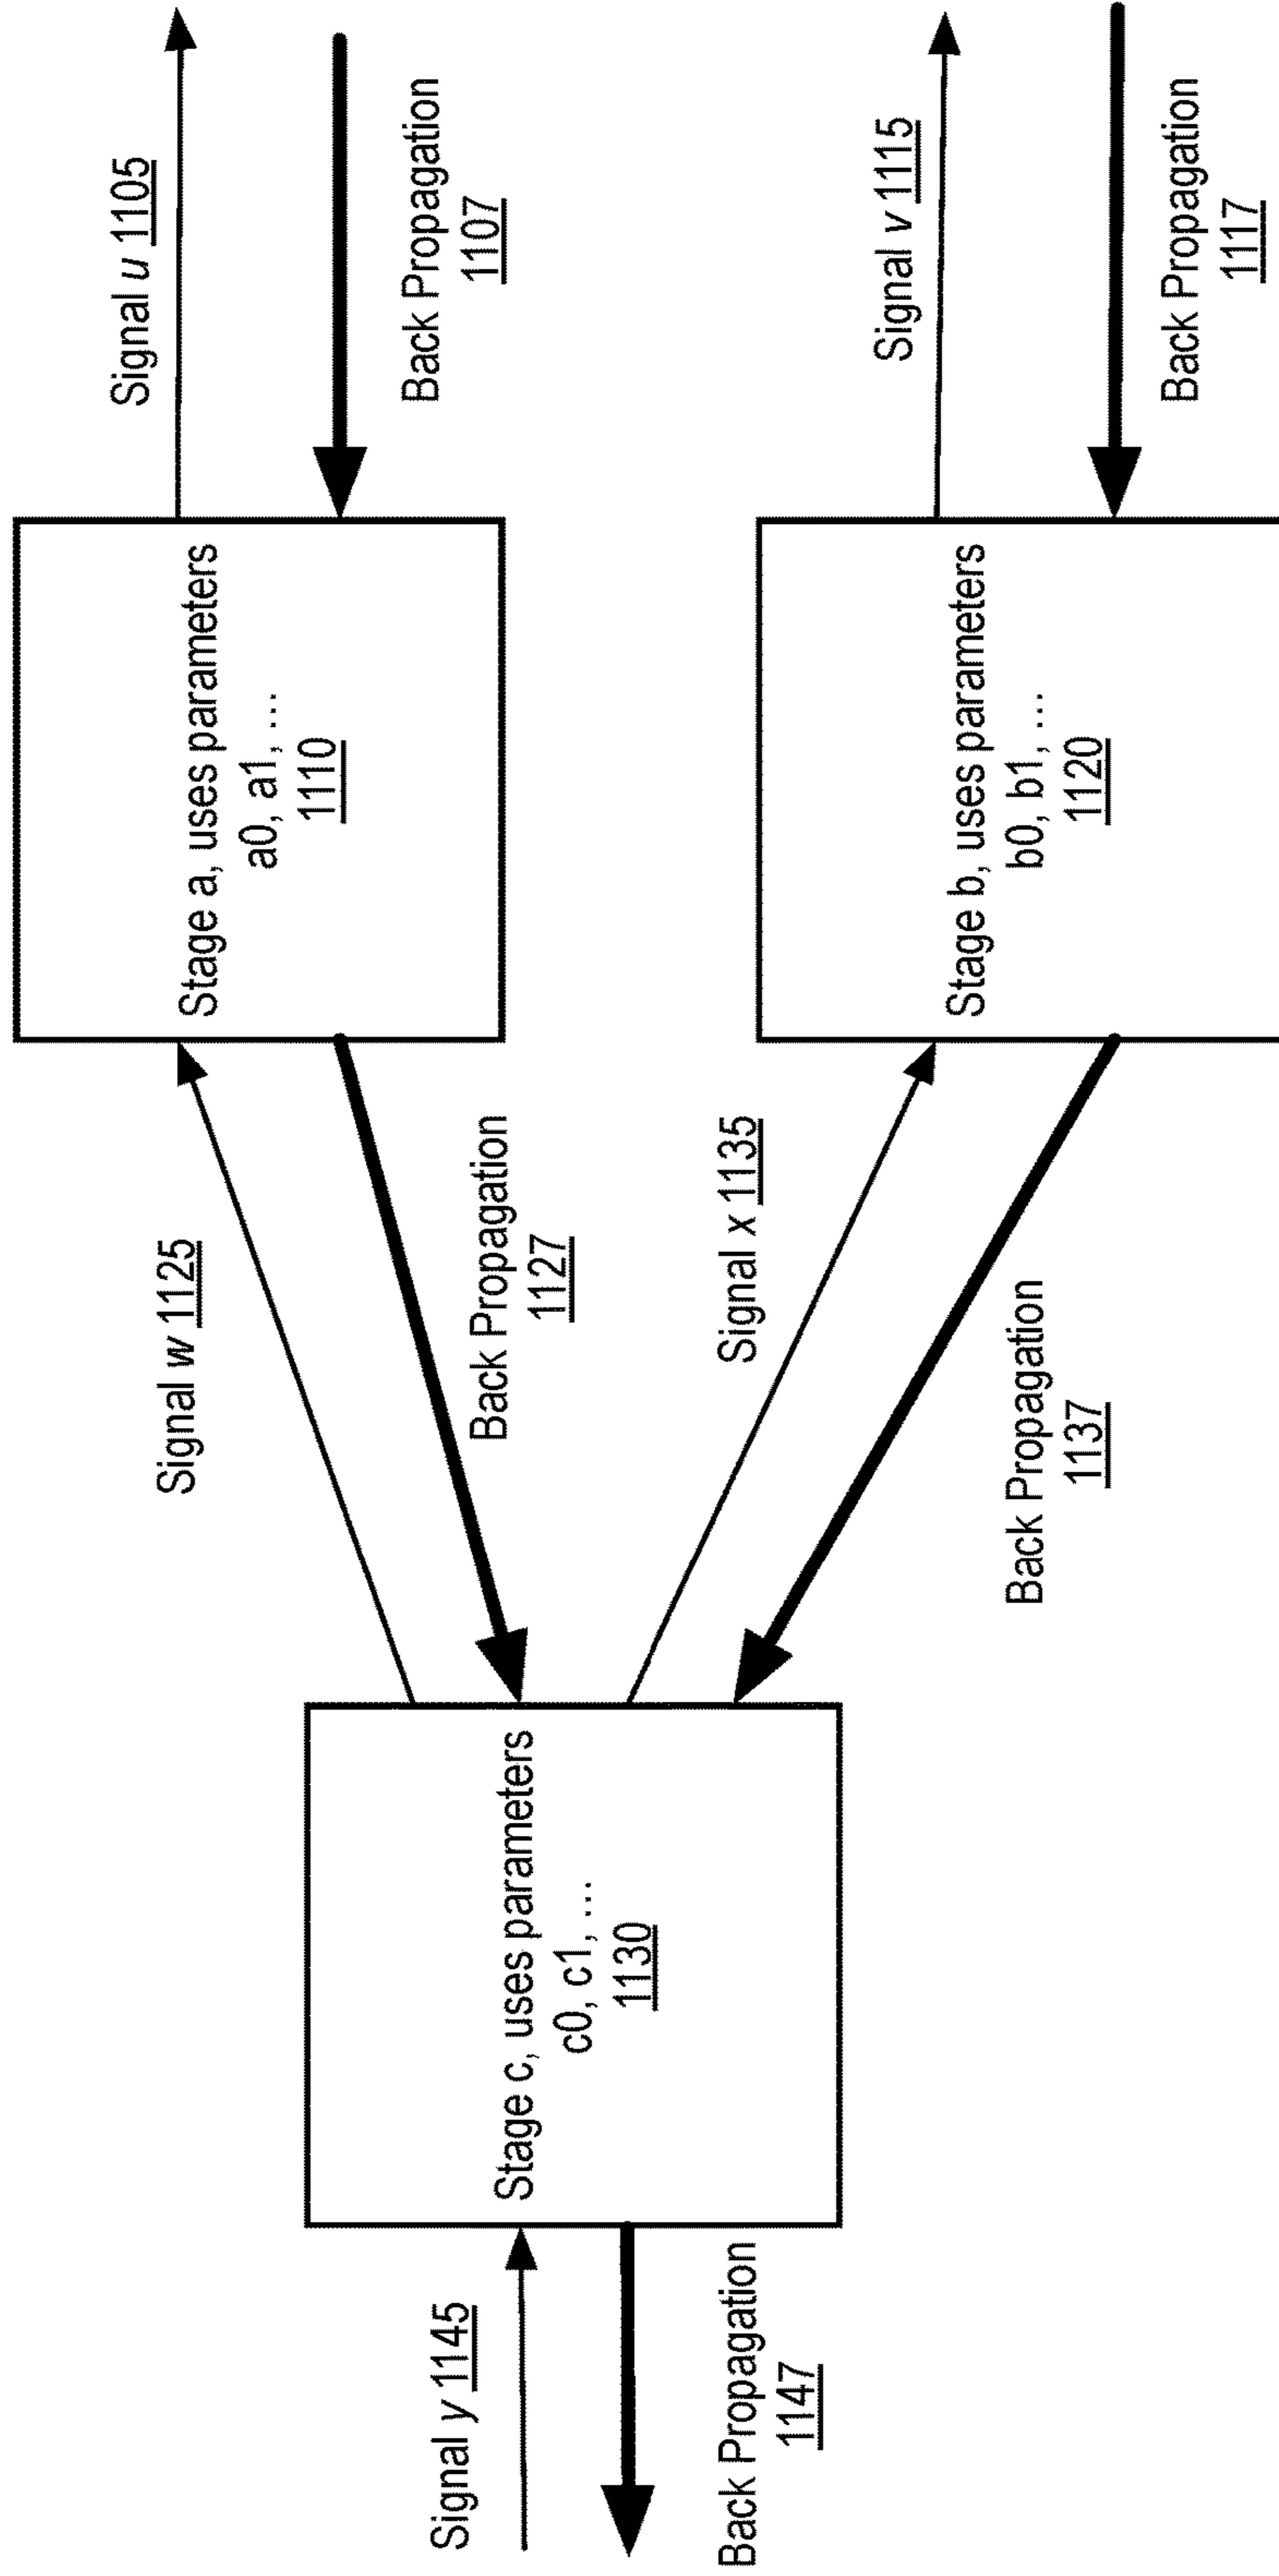 Signal y 1145
Back Propagation
1147
Stage c, uses parameters
c0, c1, ...
1130
Signal w 1125
Back Propagation
1127
Signal x 1135
Back Propagation
1137
Stage a, uses parameters
a0, a1, ...
1110
Stage b, uses parameters
b0, b1, ...
1120
Signal u 1105
Back Propagation
1107
Signal v 1115
Back Propagation
1117